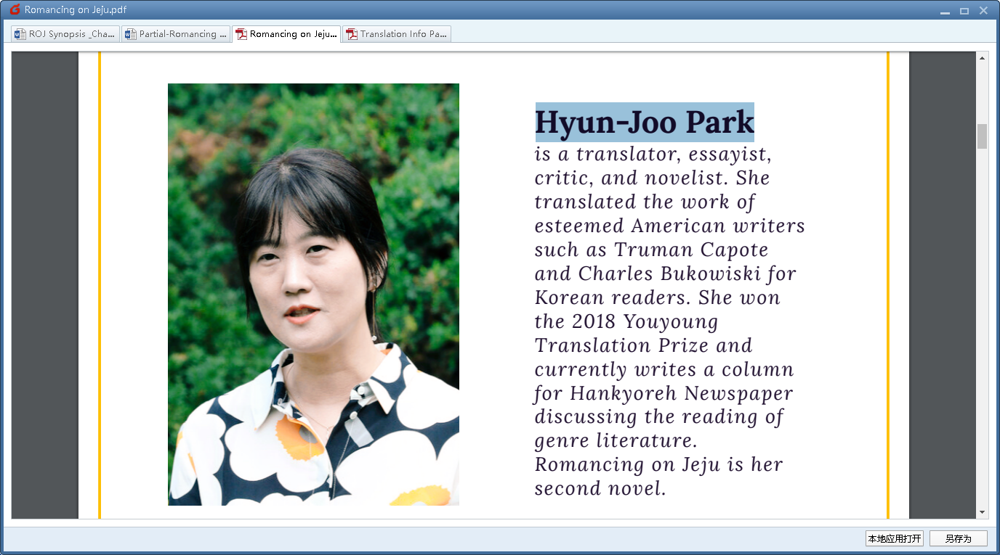 Romancing on Jeju.pdf
ROJ Synopsis _Cha...
Partial-Romancing ...
Romancing on Jeju...
Translation Info Pa...
Hyun-Joo Park
is a translator, essayist,
critic, and novelist. She
translated the work of
esteemed American writers
such as Truman Capote
and Charles Bukowiski for
Korean readers. She won
the 2018 Youyoung
Translation Prize and
currently writes a column
for Hankyoreh Newspaper
discussing the reading of
genre literature.
Romancing on Jeju is her
second novel.
本地应用打开
另存为